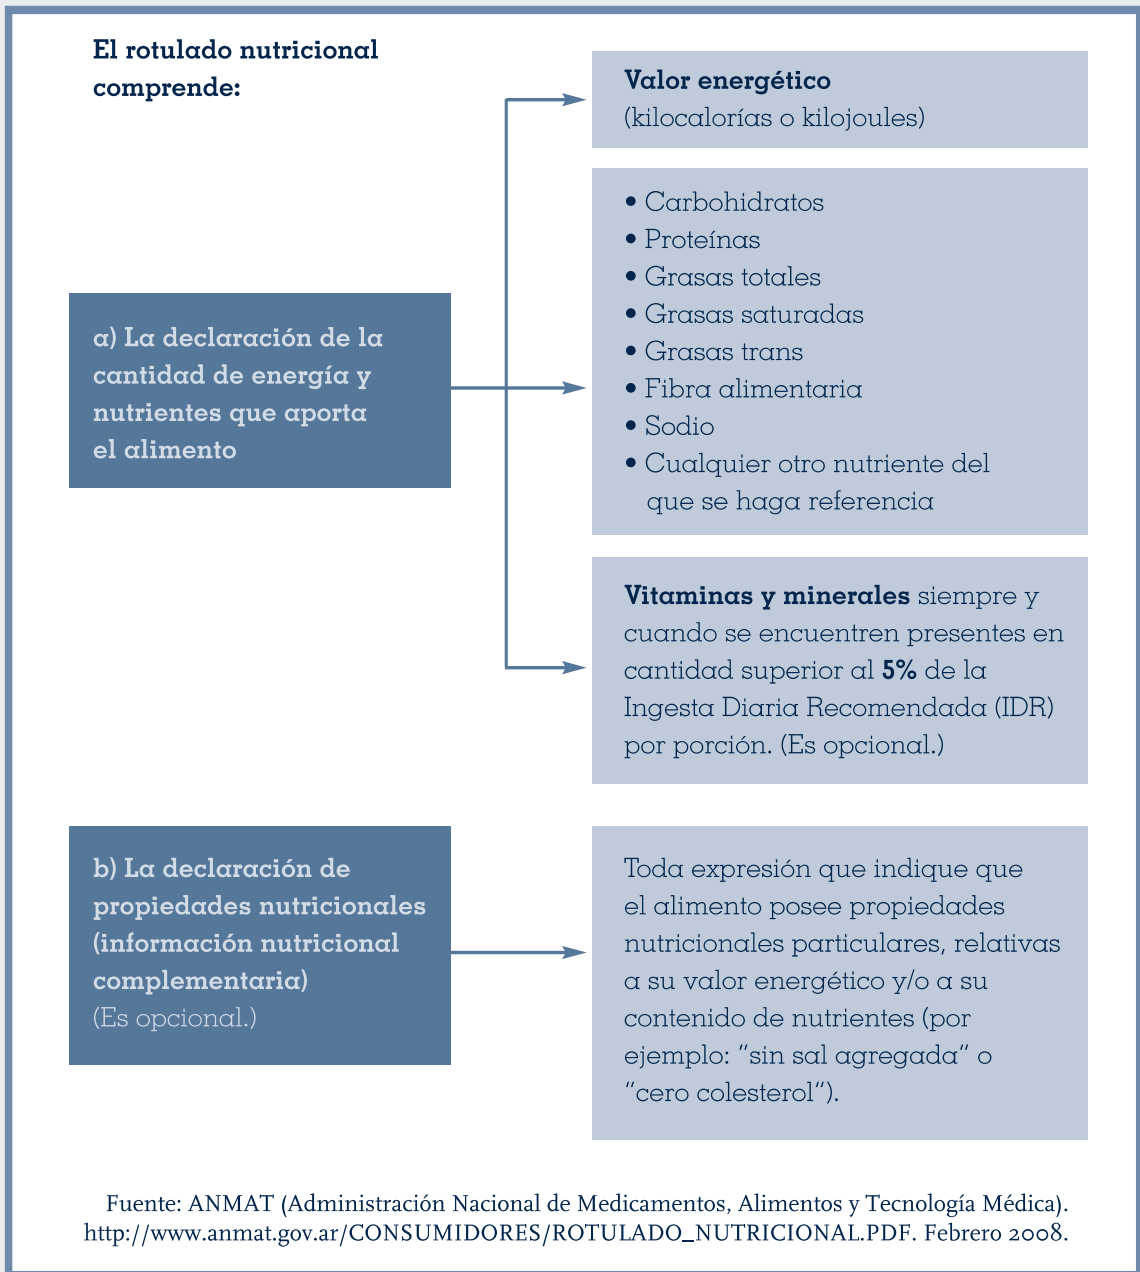 El rotulado nutricional
comprende:
a) La declaración de la
cantidad de energía y
nutrientes que aporta
el alimento
Valor energético
(kilocalorías o kilojoules)
• Carbohidratos
• Proteínas
• Grasas totales
• Grasas saturadas
• Grasas trans
• Fibra alimentaria
• Sodio
• Cualquier otro nutriente del
que se haga referencia
Vitaminas y minerales siempre y
cuando se encuentren presentes en
cantidad superior al 5% de la
Ingesta Diaria Recomendada (IDR)
por porción. (Es opcional.)
b) La declaración de
propiedades nutricionales
(información nutricional
complementaria)
(Es opcional.)
Toda expresión que indique que
el alimento posee propiedades
nutricionales particulares, relativas
a su valor energético y/o a su
contenido de nutrientes (por
ejemplo: “sin sal agregada” o
“cero colesterol”).
Fuente: ANMAT (Administración Nacional de Medicamentos, Alimentos y Tecnología Médica).
http://www.anmat.gov.ar/CONSUMIDORES/ROTULADO_NUTRICIONAL.PDF. Febrero 2008.